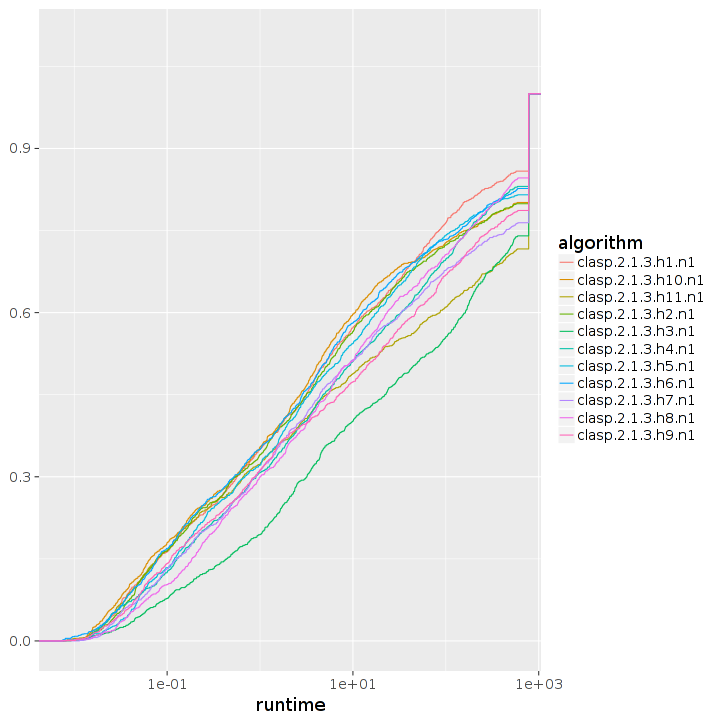 0.9
0.6
0.3
0.0
1e-01
1e+01
1e+03
runtime
algorithm
clasp.2.1.3.h1.n1
clasp.2.1.3.h10.n1
clasp.2.1.3.h11.n1
clasp.2.1.3.h2.n1
clasp.2.1.3.h3.n1
clasp.2.1.3.h4.n1
clasp.2.1.3.h5.n1
clasp.2.1.3.h6.n1
clasp.2.1.3.h7.n1
clasp.2.1.3.h8.n1
clasp.2.1.3.h9.n1